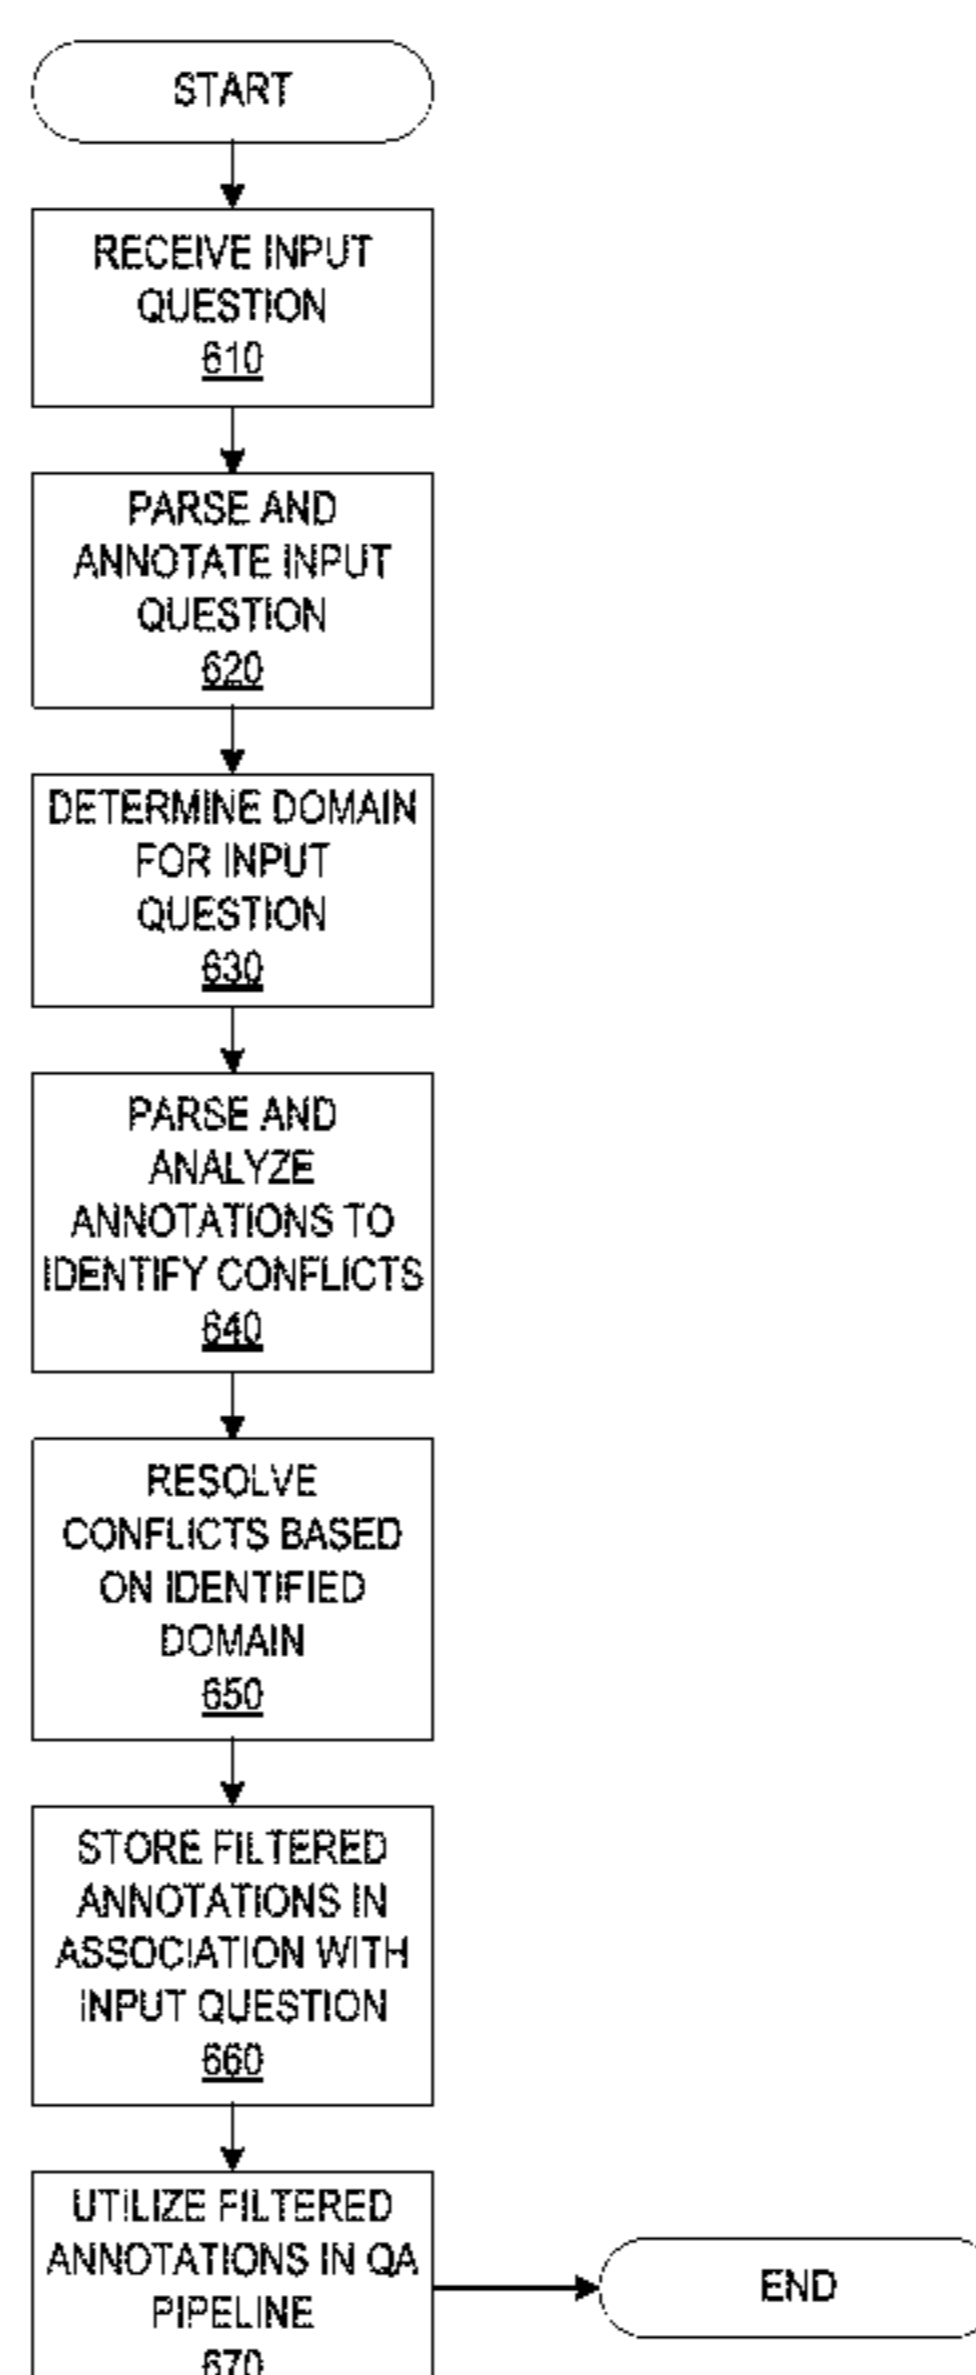 START
RECEIVE INPUT
QUESTION
610
PARSE AND
ANNOTATE INPUT
QUESTION
620
DETERMINE DOMAIN
FOR INPUT
QUESTION
630
PARSE AND
ANALYZE
ANNOTATIONS TO
IDENTIFY CONFLICTS
640
RESOLVE
CONFLICTS BASED
ON IDENTIFIED
DOMAIN
650
STORE FILTERED
ANNOTATIONS IN
ASSOCIATION WITH
INPUT QUESTION
660
UTILIZE FILTERED
ANNOTATIONS IN QA
PIPELINE
670
END